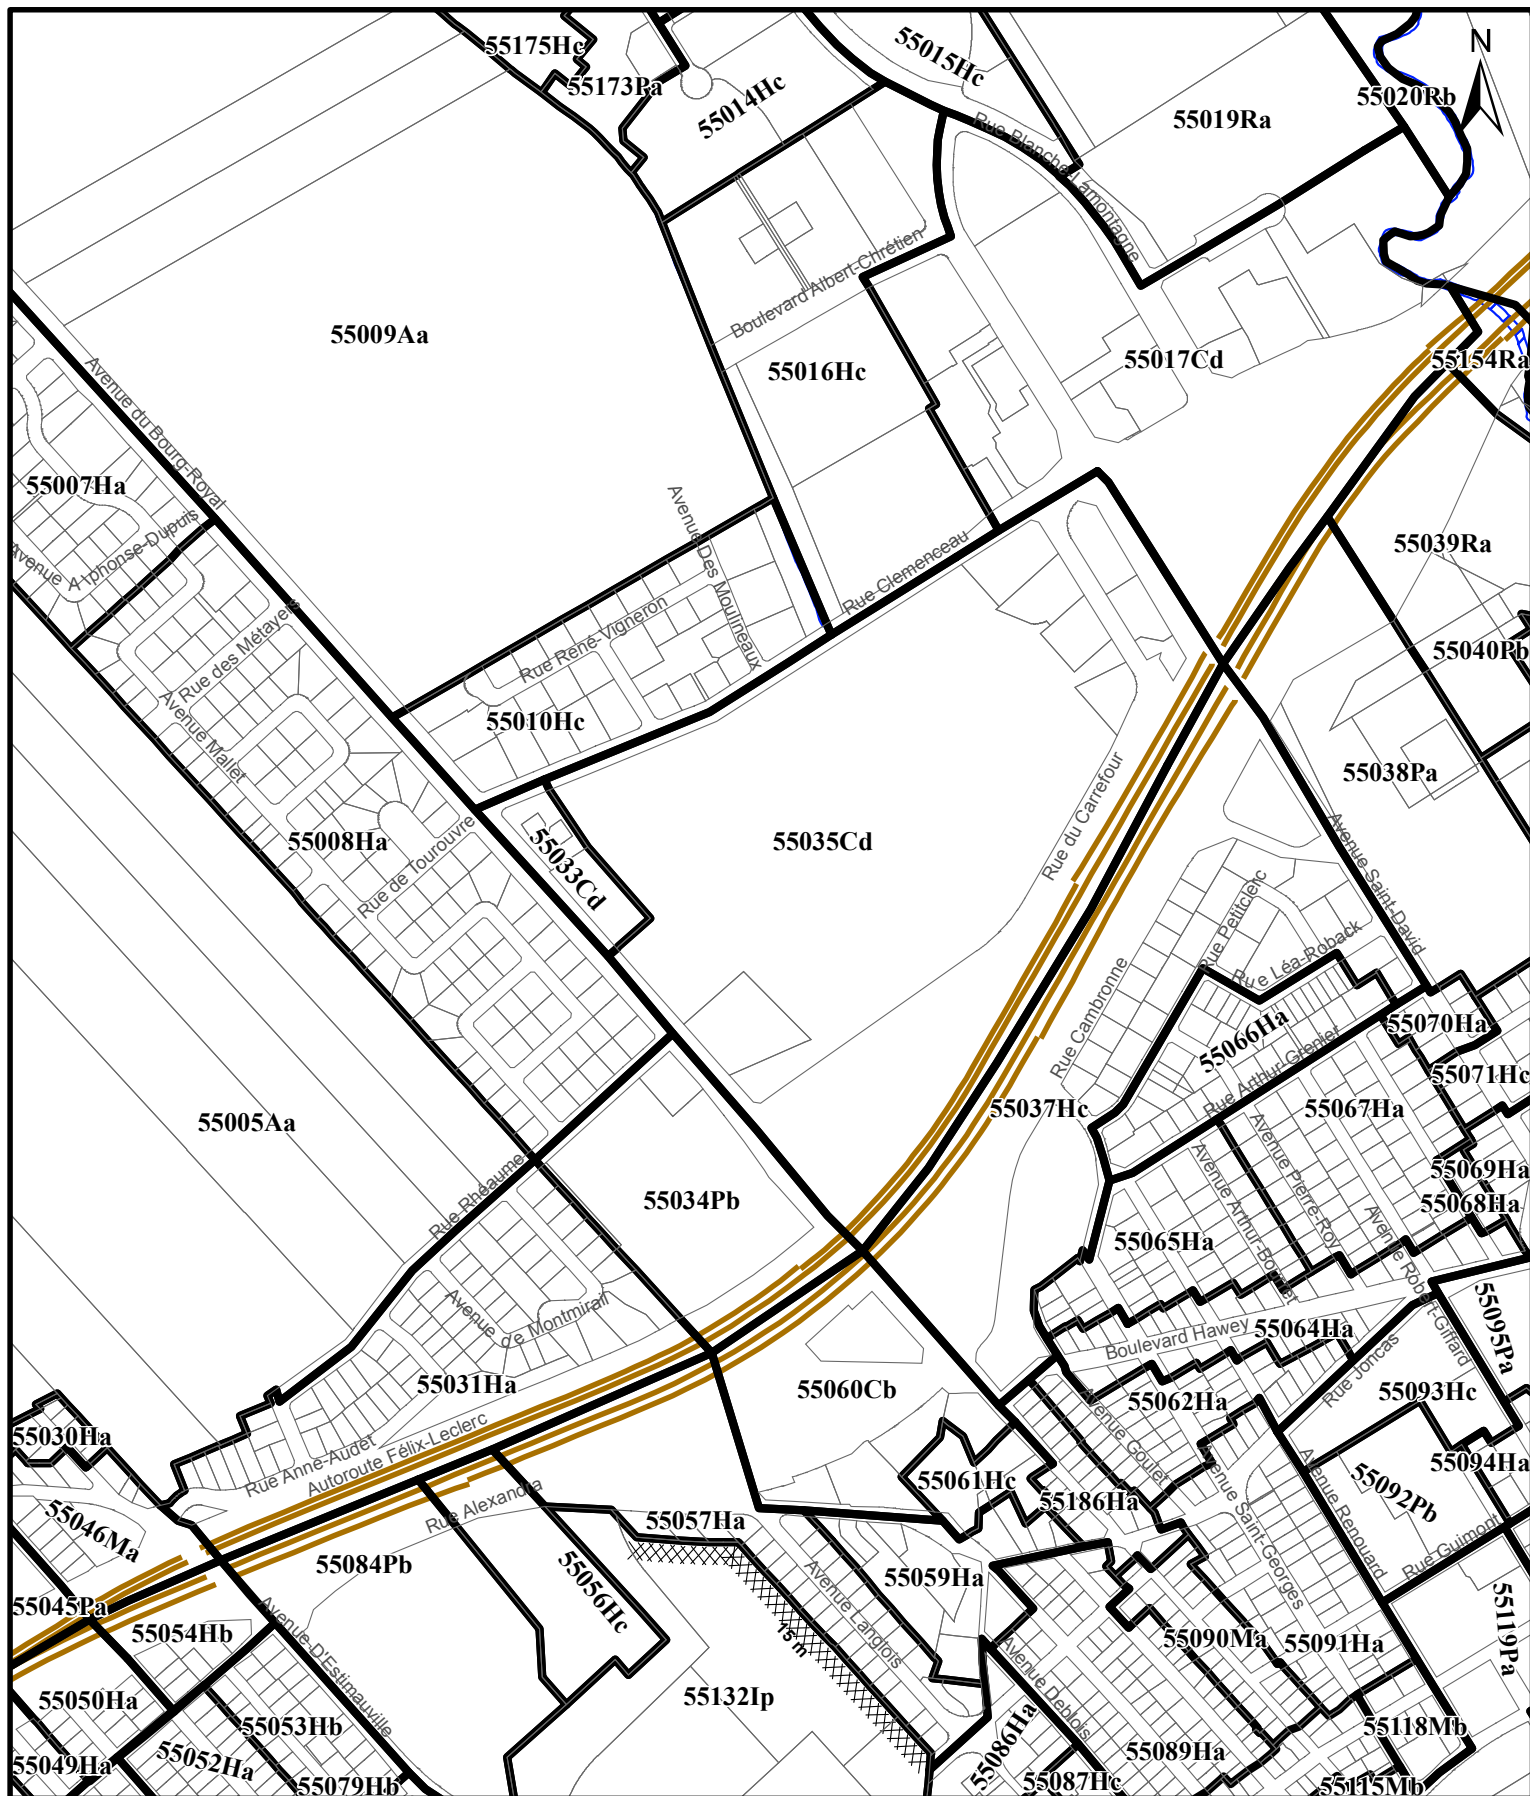 55175Hc
55173Pa
55014Hc
55015Hc
55019Ra
55020Rb
N
Rue Blanche-Lamontagne
Boulevard Albert-Chrétien
55009Aa
55016Hc
55017Cd
55154Ra
Avenue du Bourg-Royal
55007Ha
Avenue Alphonse-Dupuis
Avenue Des Moulineaux
Rue Clemenceau
55039Ra
55040Pb
Rue René-Vigneron
Rue des Métayers
Avenue Mallet
55010Hc
55038Pa
55008Ha
Rue de Tourouvre
55033Cd
55035Cd
Rue du Carrefour
Avenue Saint-David
Rue Petitclerc
Rue Léa-Roback
Rue Cambronne
55066Ha
55070Ha
Rue Arthur-Grenier
55071Hc
55005Aa
55037Hc
55067Ha
Avenue Pierre-Roy
Avenue Arthur-Bournet
55069Ha
55068Ha
Rue Rhéaume
55034Pb
55065Ha
Avenue Robert-Giffard
Avenue de Montmirail
55095Pa
Boulevard Hawey
55064Ha
Rue Joncas
55031Ha
55060Cb
55062Ha
55093Hc
55030Ha
Rue Anne-Audet
Autoroute Félix-Leclerc
Avenue Goulet
55061Hc
55094Ha
Avenue Saint-Georges
Avenue Renouard
55092Pb
55046Ma
Rue Alexandra
55057Ha
55186Ha
Rue Guimont
55084Pb
55056Hc
55059Ha
Avenue Langlois
15 m
55045Pa
55054Hb
Avenue-D'Estimauville
55090Ma
55091Ha
55119Pa
55050Ha
55132Ip
Avenue Deblois
55053Hb
55086Ha
55118Mb
55049Ha
55052Ha
55089Ha
55079Hb
55087Hc
55115Mb